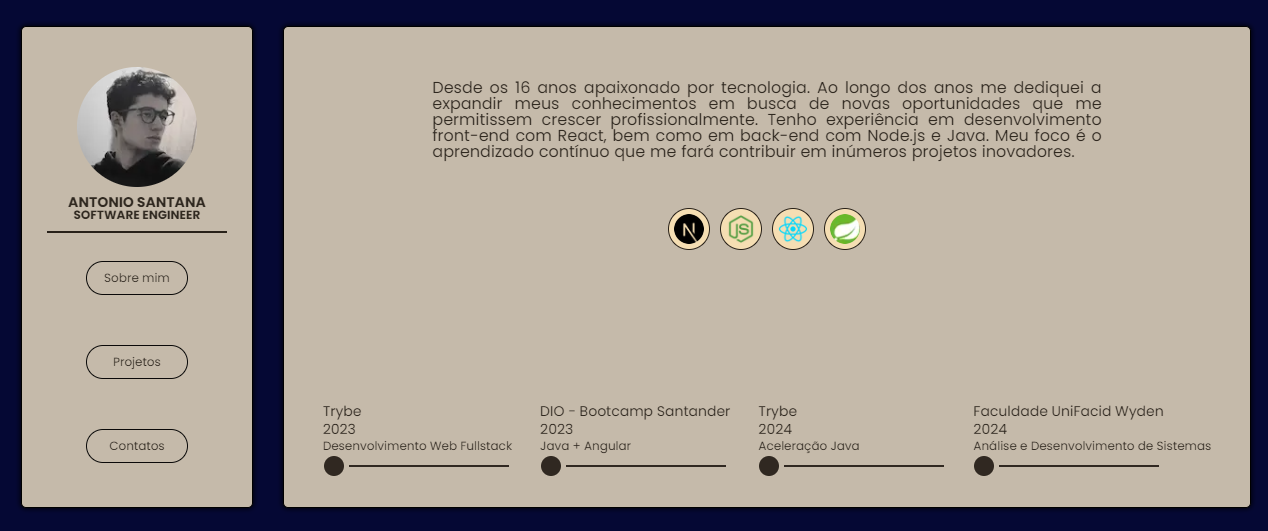 ANTONIO SANTANA
SOFTWARE ENGINEER
Sobre mim
Projetos
Contatos
Desde os 16 anos apaixonado por tecnologia. Ao longo dos anos me dediquei a
expandir meus conhecimentos em busca de novas oportunidades que me
permitissem crescer profissionalmente. Tenho experiência em desenvolvimento
front-end com React, bem como em back-end com Node.js e Java. Meu foco é o
aprendizado contínuo que me fará contribuir em inúmeros projetos inovadores.
N
JS
Trybe
2023
Desenvolvimento Web Fullstack
DIO - Bootcamp Santander
2023
Java + Angular
Trybe
2024
Aceleração Java
Faculdade UniFacid Wyden
2024
Análise e Desenvolvimento de Sistemas